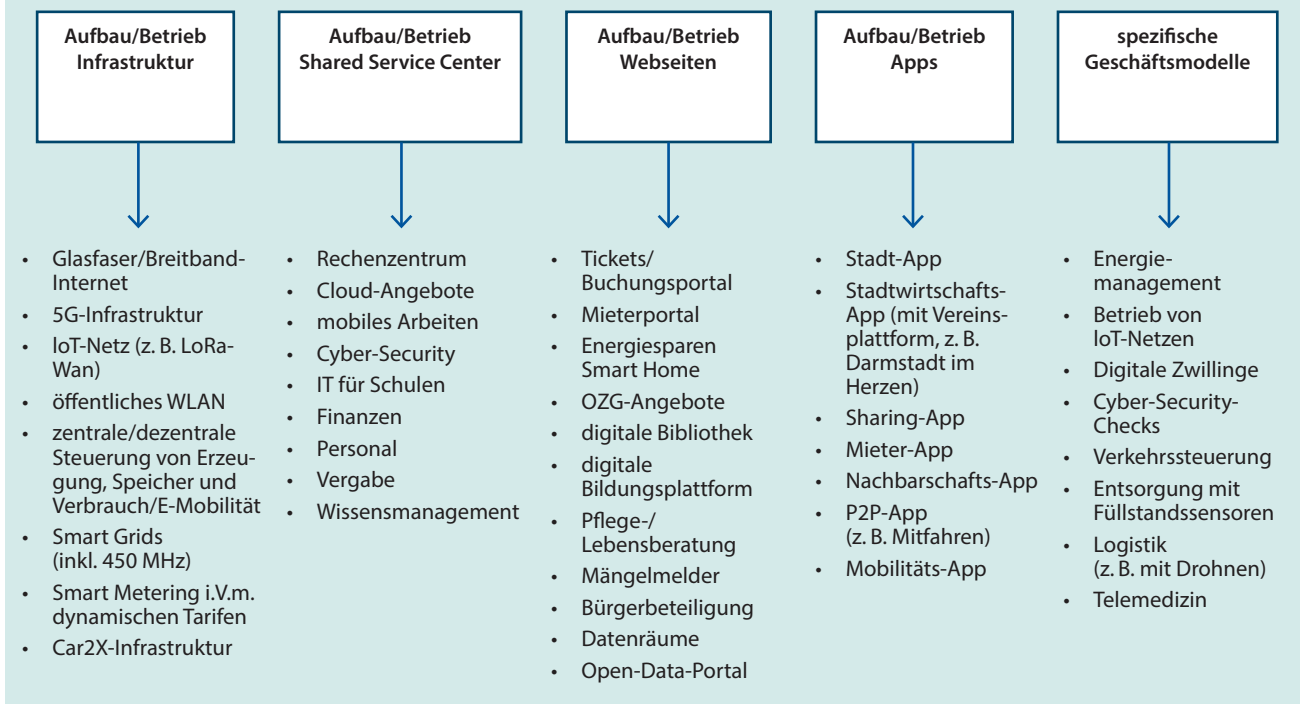 Aufbau/Betrieb
Infrastruktur
Aufbau/Betrieb
Shared Service Center
Aufbau/Betrieb
Webseiten
Aufbau/Betrieb
Apps
spezifische
Geschäftsmodelle
• Glasfaser/Breitband-
Internet
• 5G-Infrastruktur
• IoT-Netz (z. B. LoRa-
Wan)
• öffentliches WLAN
• zentrale/dezentrale
Steuerung von Erzeu-
gung, Speicher und
Verbrauch/E-Mobilität
• Smart Grids
(inkl. 450 MHz)
• Smart Metering i.V.m.
dynamischen Tarifen
• Car2X-Infrastruktur
• Rechenzentrum
• Cloud-Angebote
• mobiles Arbeiten
• Cyber-Security
• IT für Schulen
• Finanzen
• Personal
• Vergabe
• Wissensmanagement
• Tickets/
Buchungsportal
• Mieterportal
• Energiesparen
Smart Home
• OZG-Angebote
• digitale Bibliothek
• digitale
Bildungsplattform
• Pflege-/
Lebensberatung
• Mängelmelder
• Bürgerbeteiligung
• Datenräume
• Open-Data-Portal
• Stadt-App
• Stadtwirtschafts-
App (mit Vereins-
plattform, z. B.
Darmstadt im
Herzen)
• Sharing-App
• Mieter-App
• Nachbarschafts-App
• P2P-App
(z. B. Mitfahren)
• Mobilitäts-App
• Energie-
management
• Betrieb von
IoT-Netzen
• Digitale Zwillinge
• Cyber-Security-
Checks
• Verkehrssteuerung
• Entsorgung mit
Füllstandssensoren
• Logistik
(z. B. mit Drohnen)
• Telemedizin